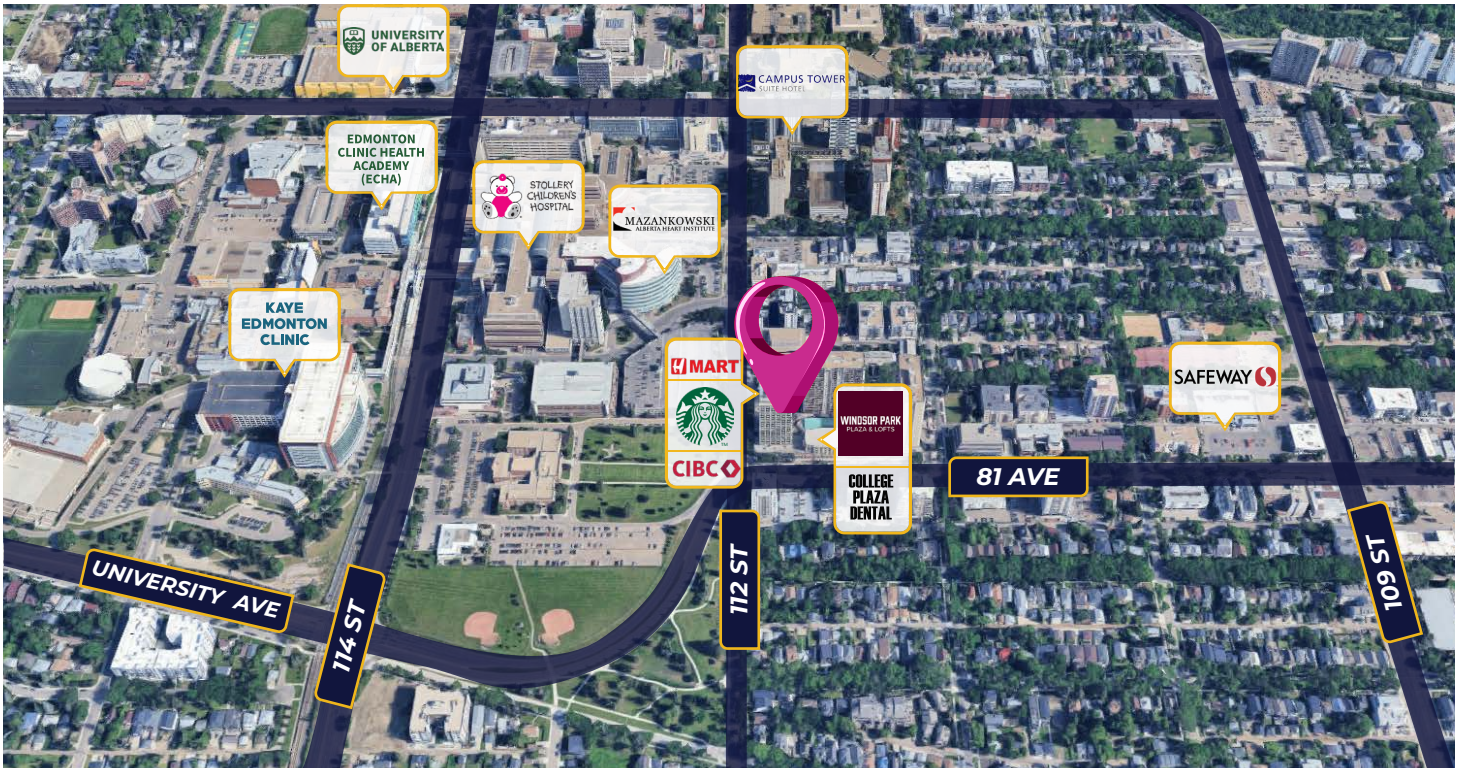 UNIVERSITY
OF ALBERTA
CAMPUS TOWER
SUITE HOTEL
EDMONTON
CLINIC HEALTH
ACADEMY
(ECHA)
STOLLERY
CHILDREN'S
HOSPITAL
MAZANKOWSKI
ALBERTA HEART INSTITUTE
KAYE
EDMONTON
CLINIC
H MART
CIBC
WINDSOR PARK
PLAZA & LOFTS
COLLEGE
PLAZA
DENTAL
SAFEWAY
81 AVE
UNIVERSITY AVE
114 ST
112 ST
109 ST